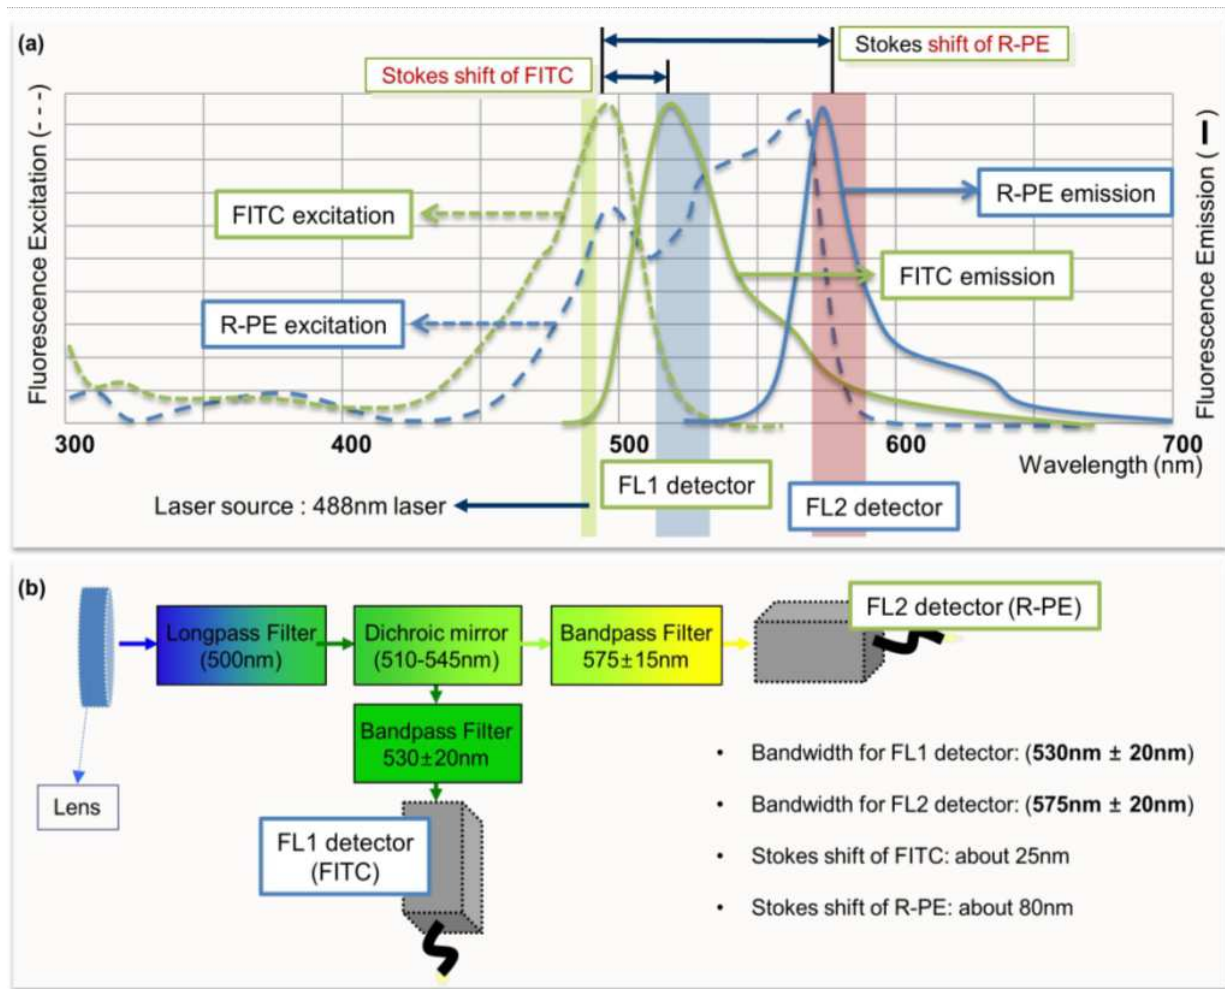 (a)
Stokes shift of R-PE
Stokes shift of FITC
Fluorescence Excitation (---)
Fluorescence Emission (━)
FITC excitation
R-PE emission
FITC emission
R-PE excitation
300 400 500 600 700
Wavelength (nm)
FL1 detector
FL2 detector
Laser source : 488nm laser
(b)
FL2 detector (R-PE)
Longpass Filter
(500nm)
Dichroic mirror
(510-545nm)
Bandpass Filter
575±15nm
Bandpass Filter
530±20nm
Lens
FL1 detector
(FITC)
• Bandwidth for FL1 detector: (530nm ± 20nm)
• Bandwidth for FL2 detector: (575nm ± 20nm)
• Stokes shift of FITC: about 25nm
• Stokes shift of R-PE: about 80nm